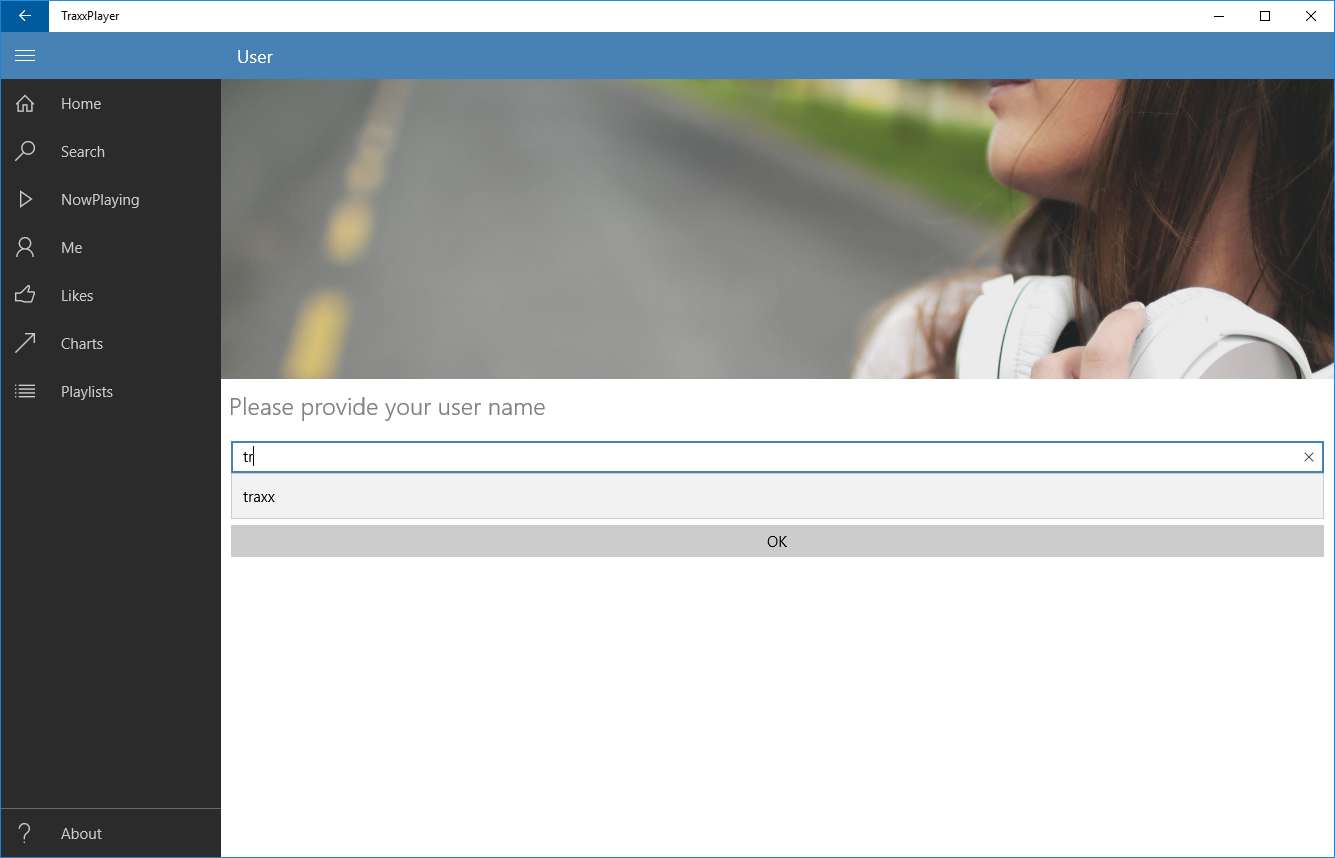 TraxxPlayer
User
Home
Search
NowPlaying
Me
Likes
Charts
Playlists
Please provide your user name
tr
traxx
OK
About